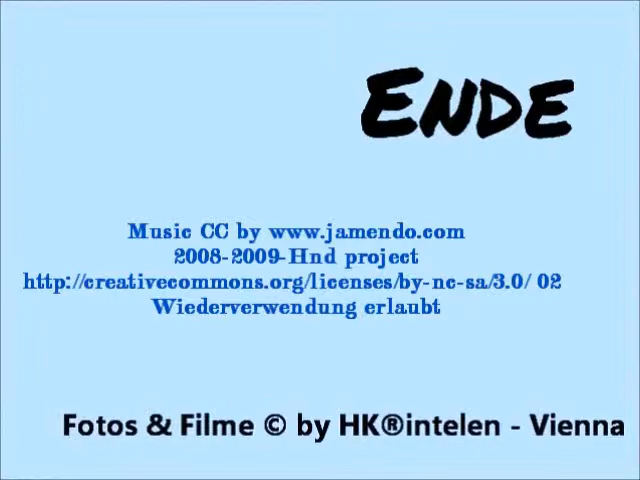 Ende
Music CC by www.jamendo.com
2008-2009-Hnd project
http://creativecommons.org/licenses/by-nc-sa/3.0/ 02
Wiederverwendung erlaubt
Fotos & Filme © by HK®intelen - Vienna